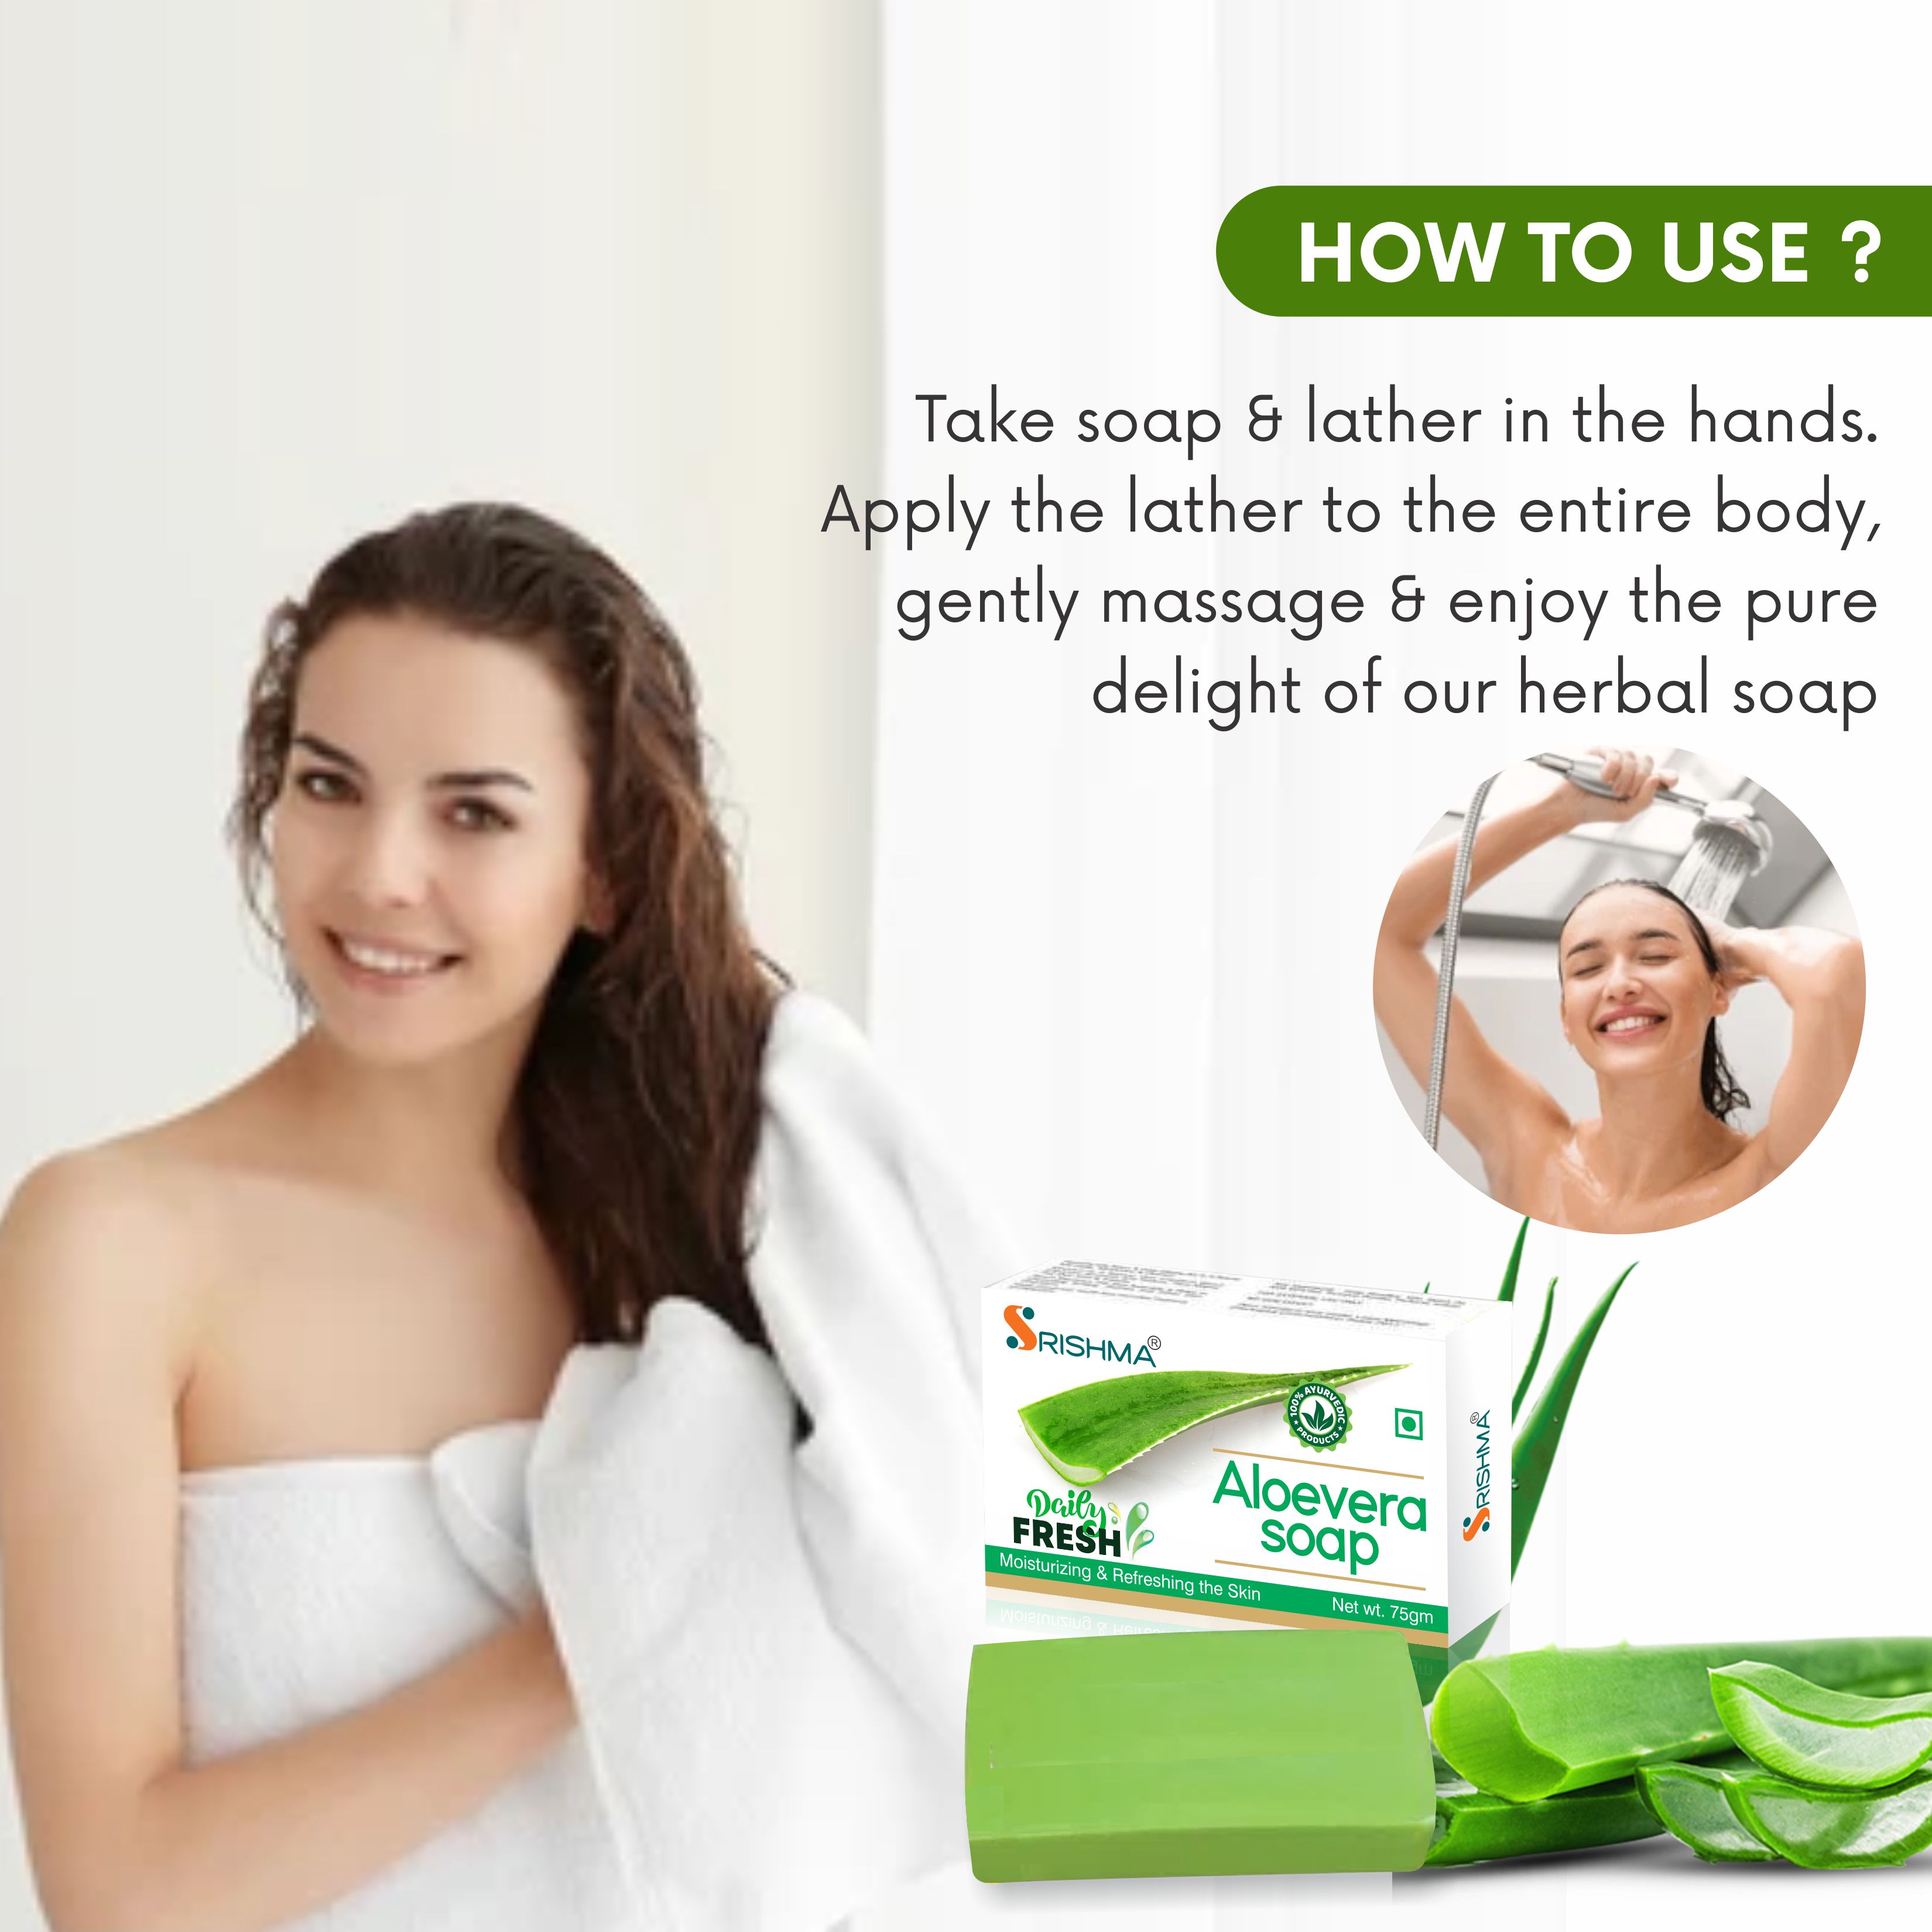 HOW TO USE ?
Take soap & lather in the hands.
Apply the lather to the entire body,
gently massage & enjoy the pure
delight of our herbal soap
SRISHMA®
100% AYURVEDIC
PRODUCTS
Aloevera
soap
Daily
FRESH
Moisturizing & Refreshing the Skin
Net wt. 75gm
SRISHMA®